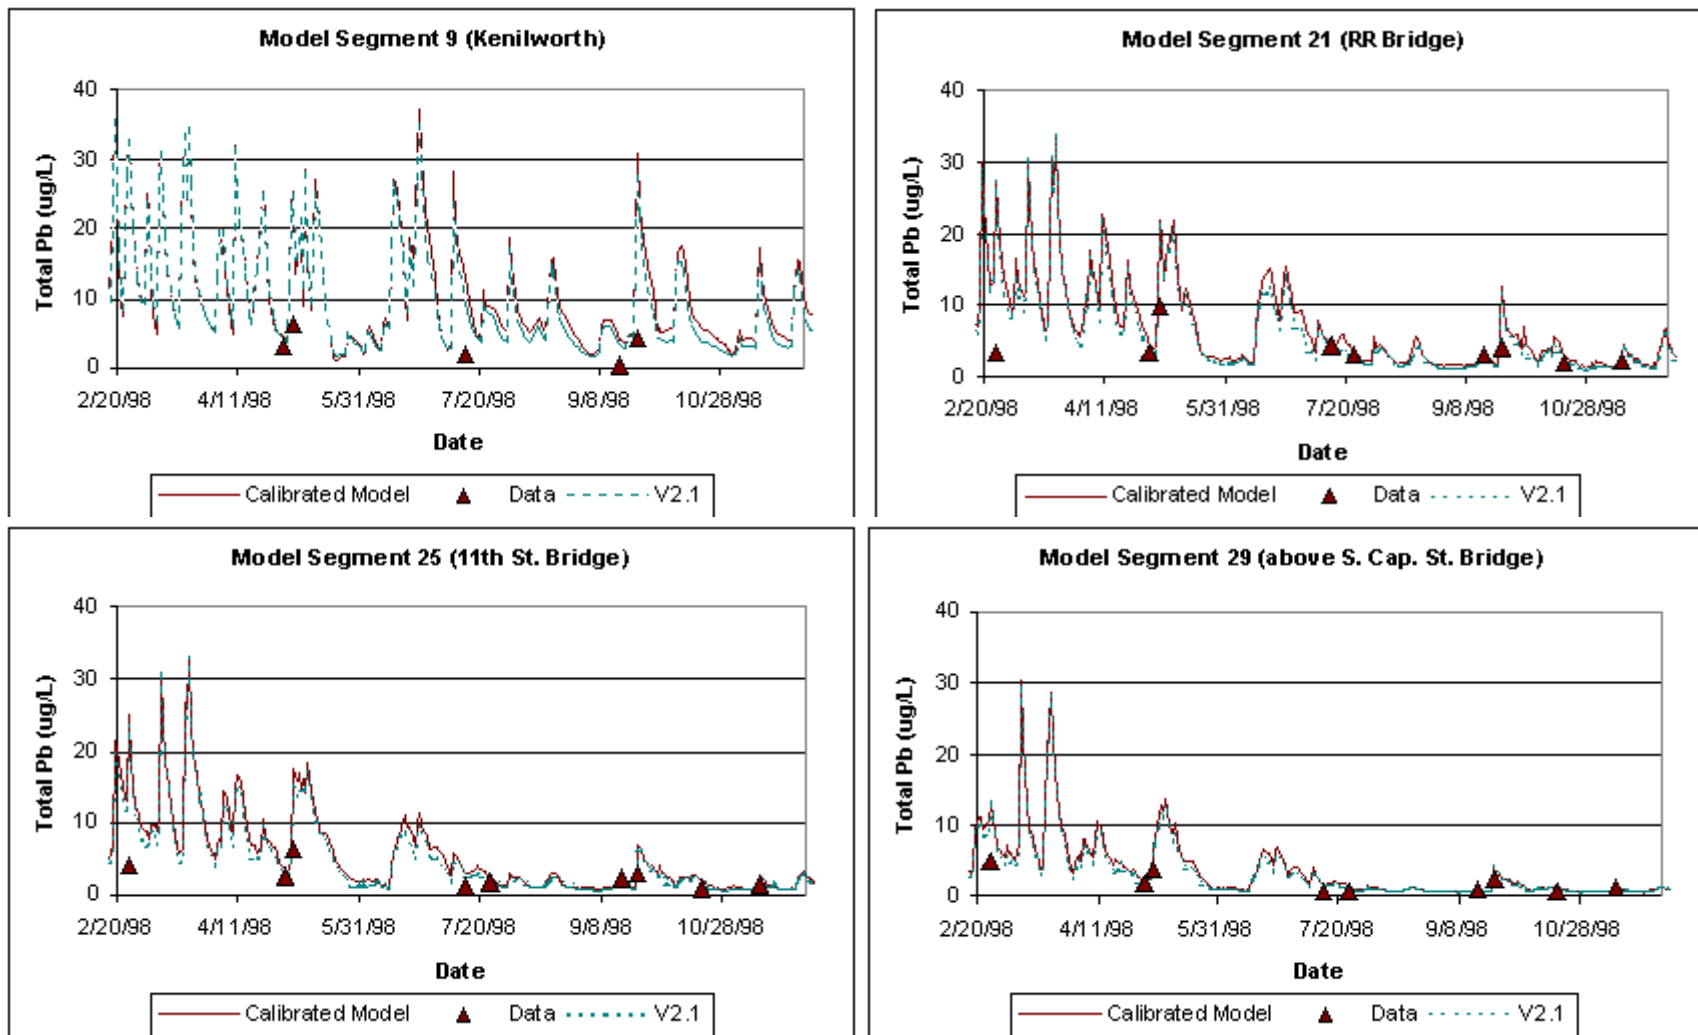 Model Segment 9 (Kenilworth)
40
30
20
10
0
Total Pb (ug/L)
2/20/98 4/11/98 5/31/98 7/20/98 9/8/98 10/28/98
Date
Calibrated Model Data V2.1
Model Segment 21 (RR Bridge)
40
30
20
10
0
Total Pb (ug/L)
2/20/98 4/11/98 5/31/98 7/20/98 9/8/98 10/28/98
Date
Calibrated Model Data V2.1
Model Segment 25 (11th St. Bridge)
40
30
20
10
0
Total Pb (ug/L)
2/20/98 4/11/98 5/31/98 7/20/98 9/8/98 10/28/98
Date
Calibrated Model Data V2.1
Model Segment 29 (above S. Cap. St. Bridge)
40
30
20
10
0
Total Pb (ug/L)
2/20/98 4/11/98 5/31/98 7/20/98 9/8/98 10/28/98
Date
Calibrated Model Data V2.1